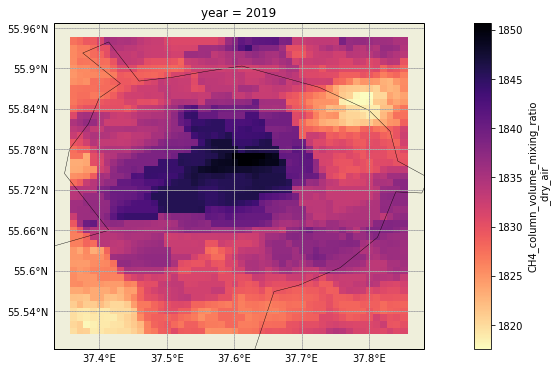 year = 2019
55.96°N
55.9°N
55.84°N
55.78°N
55.72°N
55.66°N
55.6°N
55.54°N
37.4°E
37.5°E
37.6°E
37.7°E
37.8°E
1850
1845
1840
1835
1830
1825
1820
CH4_column_volume_mixing_ratio
_dry_air